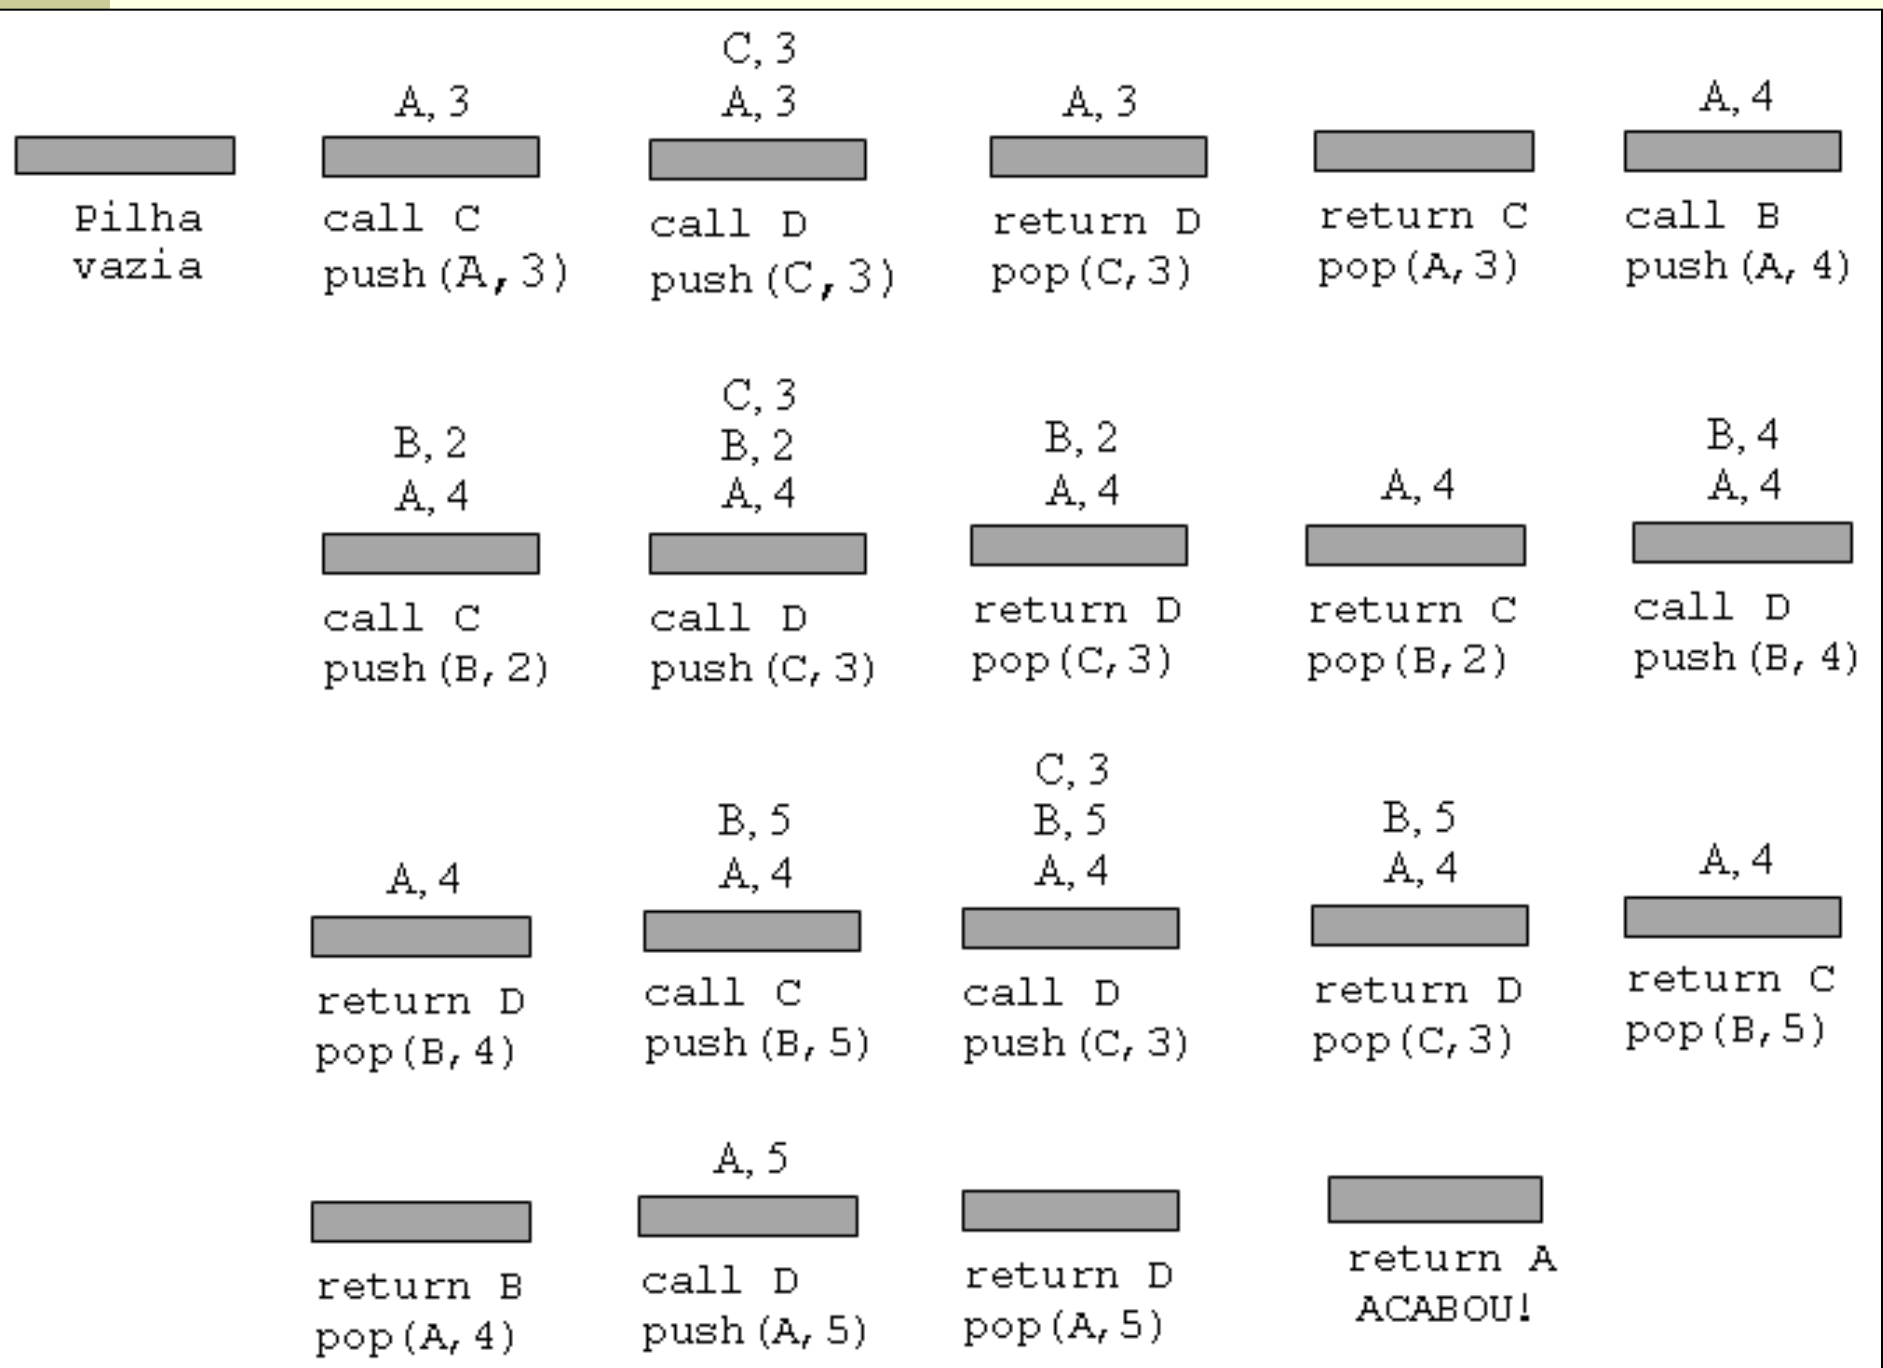 Pilha
vazia
A, 3
call C
push(A, 3)
C, 3
A, 3
call D
push(C, 3)
A, 3
return D
pop(C, 3)
return C
pop(A, 3)
A, 4
call B
push(A, 4)
B, 2
A, 4
call C
push(B, 2)
C, 3
B, 2
A, 4
call D
push(C, 3)
B, 2
A, 4
return D
pop(C, 3)
A, 4
return C
pop(B, 2)
B, 4
A, 4
call D
push(B, 4)
A, 4
return D
pop(B, 4)
B, 5
A, 4
call C
push(B, 5)
C, 3
B, 5
A, 4
call D
push(C, 3)
B, 5
A, 4
return D
pop(C, 3)
A, 4
return C
pop(B, 5)
return B
pop(A, 4)
A, 5
call D
push(A, 5)
return D
pop(A, 5)
return A
ACABOU!